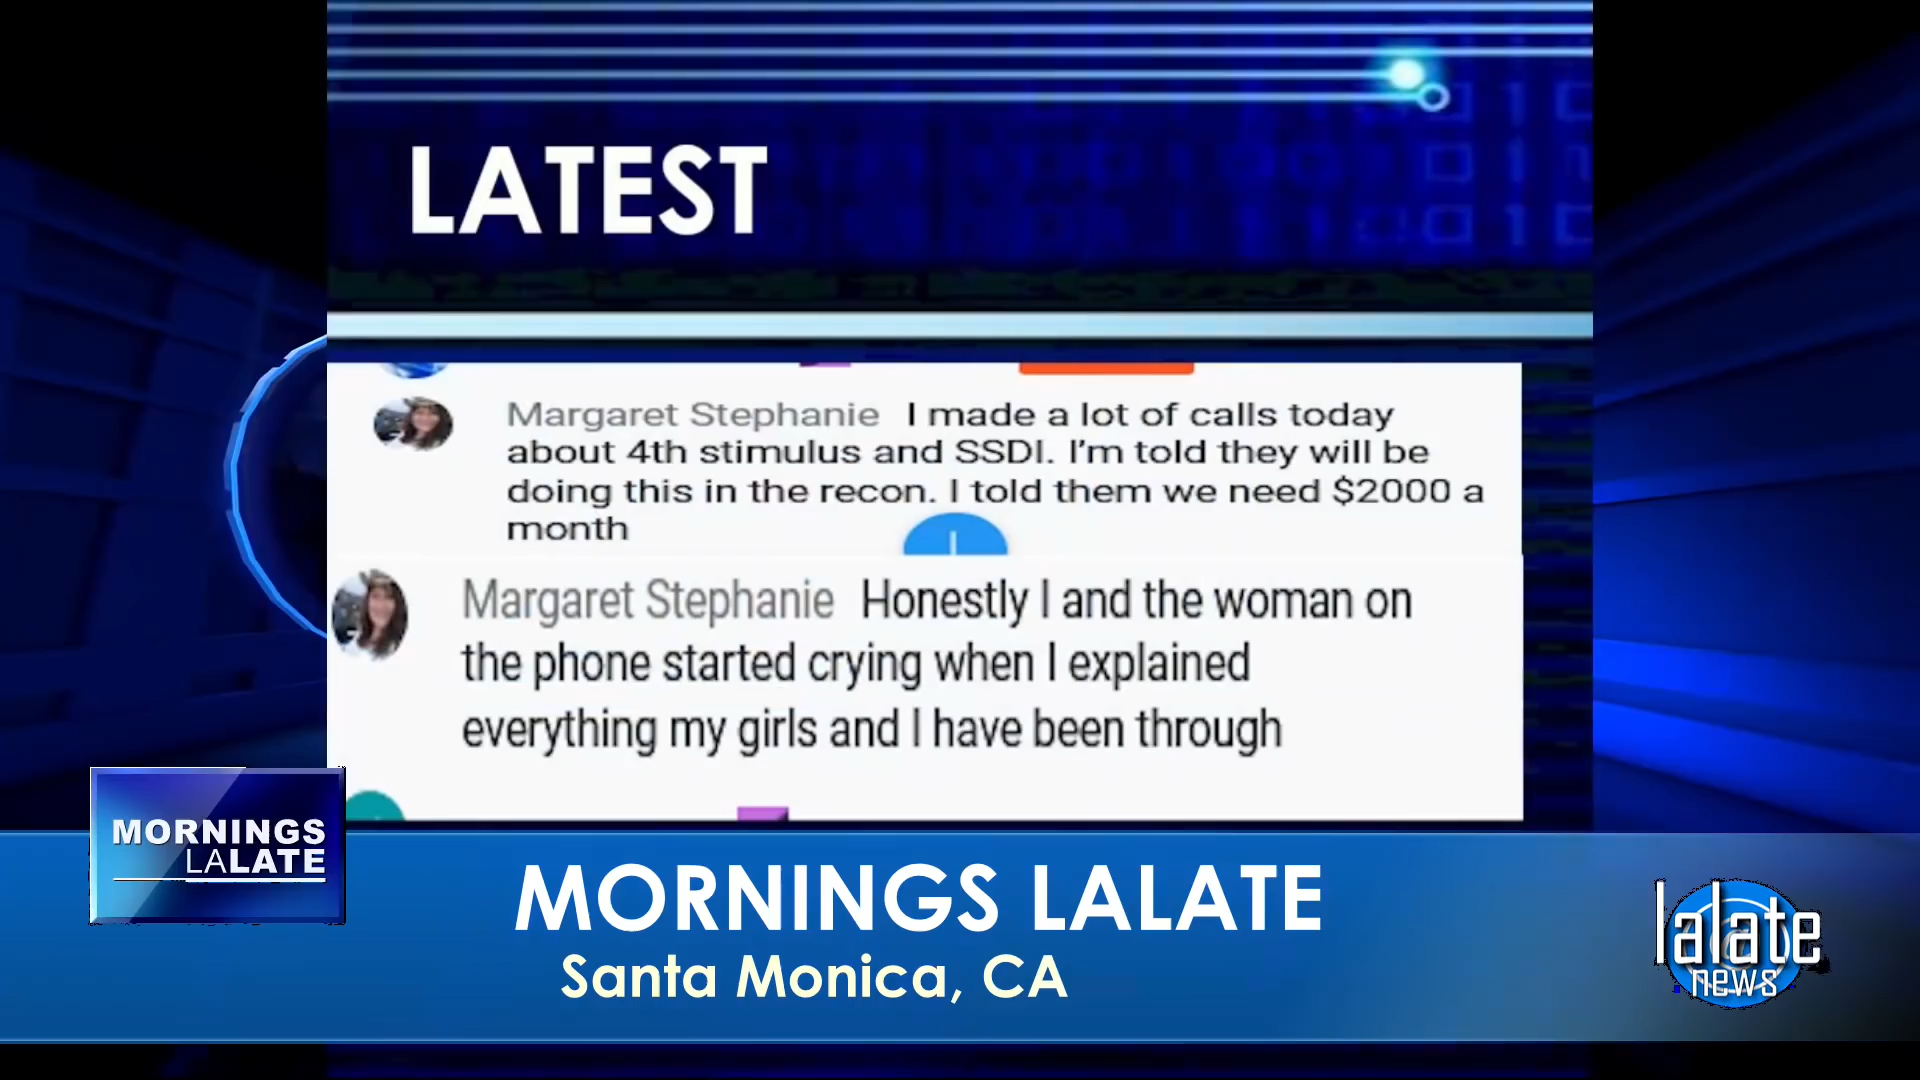 LATEST
Margaret Stephanie I made a lot of calls today
about 4th stimulus and SSDI. I'm told they will be
doing this in the recon. I told them we need $2000 a
month
Margaret Stephanie Honestly I and the woman on
the phone started crying when I explained
everything my girls and I have been through
MORNINGS
LALATE
MORNINGS LALATE
Santa Monica, CA
lalate
news